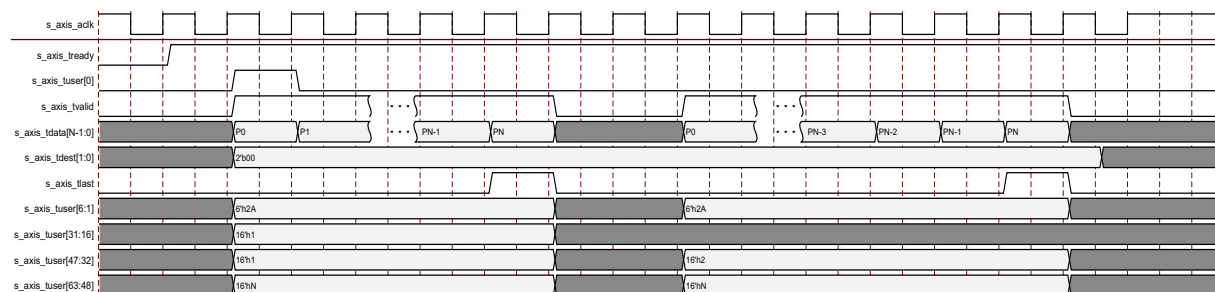 s_axis_aclk
s_axis_tready
s_axis_tuser[0]
s_axis_tvalid
s_axis_tdata[N-1:0] P0 P1 PN-1 PN P0 PN-3 PN-2 PN-1 PN
s_axis_tdest[1:0] 2'b00
s_axis_tlast
s_axis_tuser[6:1] 6'h2A 6'h2A
s_axis_tuser[31:16] 16'h1
s_axis_tuser[47:32] 16'h1 16'h2
s_axis_tuser[63:48] 16'hN 16'hN